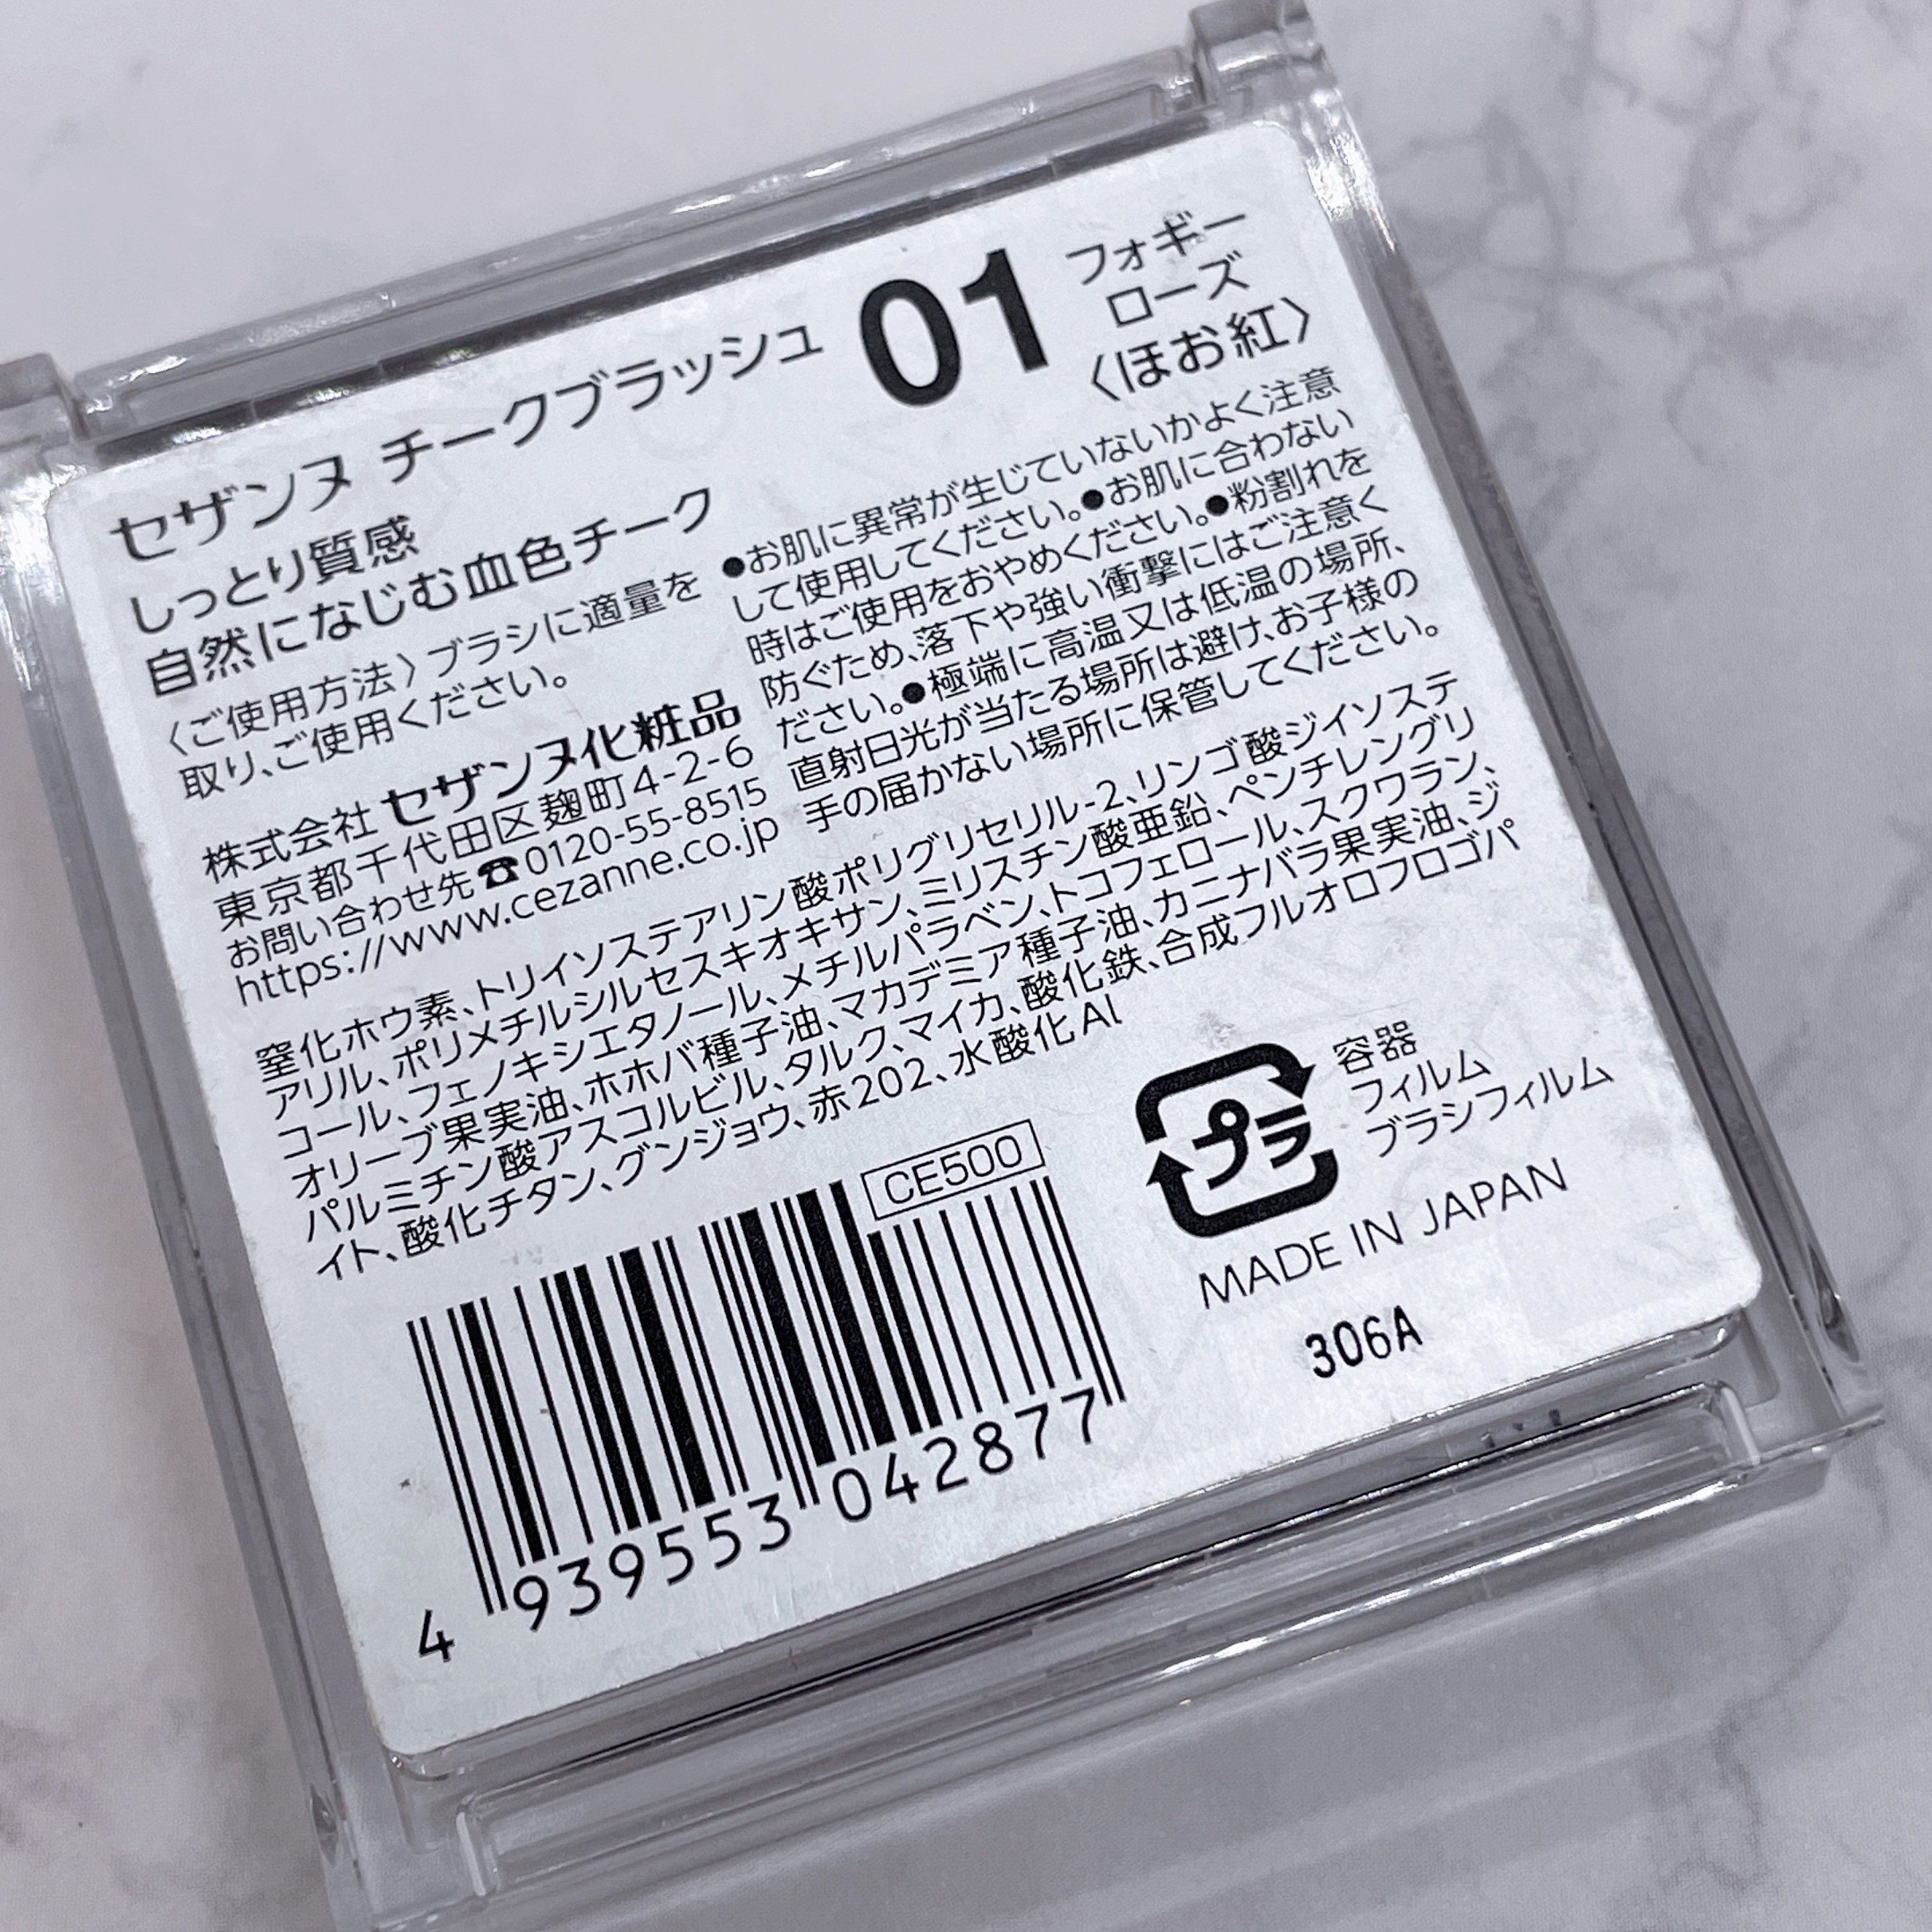 セザンヌ チークブラッシュ
01
フォギー
ローズ
〈ほお紅〉
しっとり質感
自然になじむ血色チーク
〈ご使用方法〉ブラシに適量を
取り、ご使用ください。
株式会社 セザンヌ化粧品
東京都千代田区麹町4-2-6
お問い合わせ先☎0120-55-8515
https://www.cezanne.co.jp
●お肌に異常が生じていないかよく注意
して使用してください。●お肌に合わない
時はご使用をおやめください。●粉割れを
防ぐため、落下や強い衝撃にはご注意く
ださい。●極端に高温又は低温の場所、
直射日光が当たる場所は避け、お子様の
手の届かない場所に保管してください。
窒化ホウ素、トリイソステアリン酸ポリグリセリル-2、リンゴ酸ジイソステ
アリル、ポリメチルシルセスキオキサン、ミリスチン酸亜鉛、ペンチレングリ
コール、フェノキシエタノール、メチルパラベン、トコフェロール、スクワラン、
オリーブ果実油、ホホバ種子油、マカデミア種子油、カニナバラ果実油、ジ
パルミチン酸アスコルビル、タルク、マイカ、酸化鉄、合成フルオロフロゴパ
イト、酸化チタン、グンジョウ、赤202、水酸化Al
CE500
プラ
容器
フィルム
ブラシフィルム
MADE IN JAPAN
306A
4 939553 042877